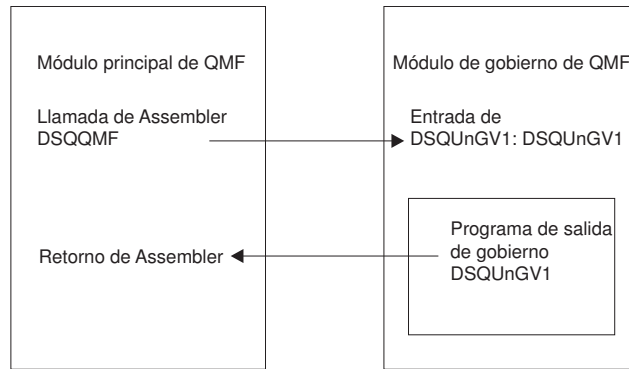 Módulo principal de QMF
Llamada de Assembler
DSQQMF
Retorno de Assembler
Módulo de gobierno de QMF
Entrada de
DSQUnGV1: DSQUnGV1
Programa de salida
de gobierno
DSQUnGV1